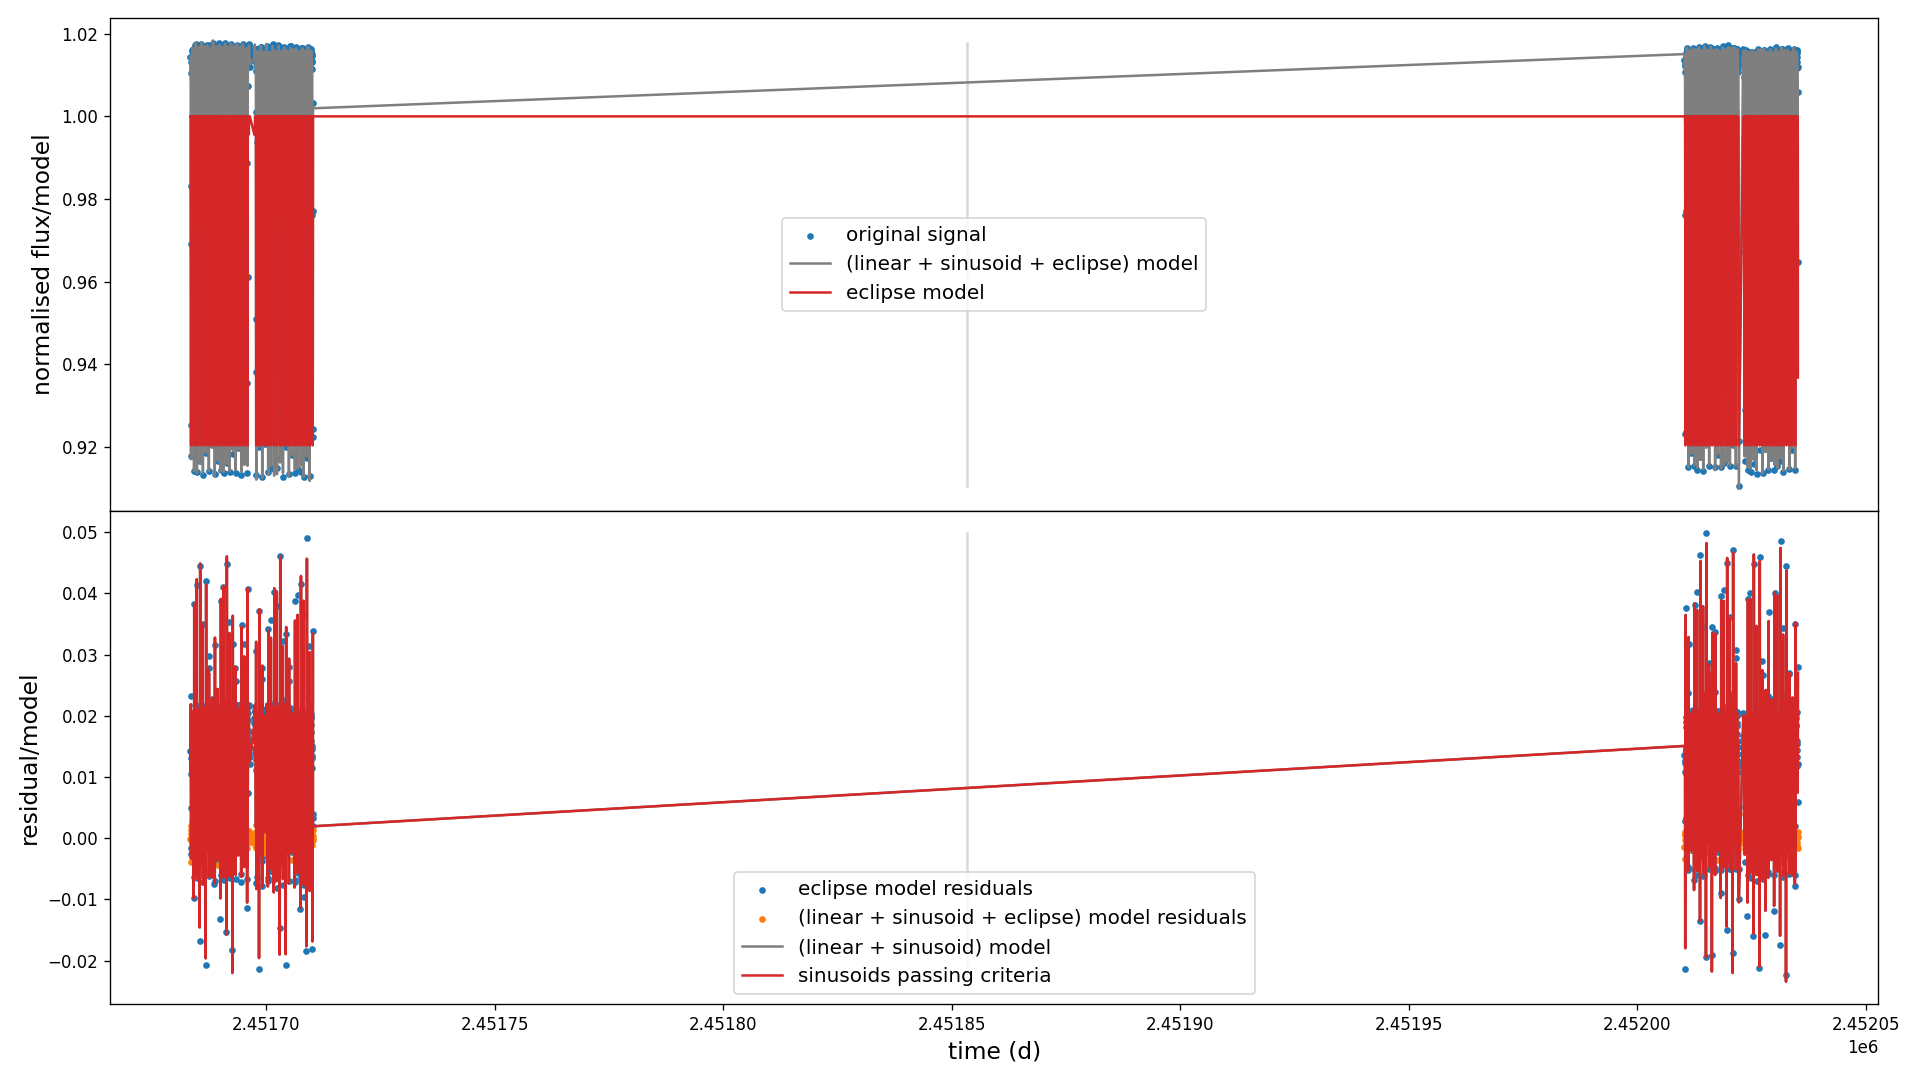 1.02
1.00
0.98
0.96
0.94
0.92
normalised flux/model
original signal
(linear + sinusoid + eclipse) model
eclipse model
0.05
0.04
0.03
0.02
0.01
0.00
−0.01
−0.02
residual/model
eclipse model residuals
(linear + sinusoid + eclipse) model residuals
(linear + sinusoid) model
sinusoids passing criteria
2.45170 2.45175 2.45180 2.45185 2.45190 2.45195 2.45200 2.45205
time (d)
1e6